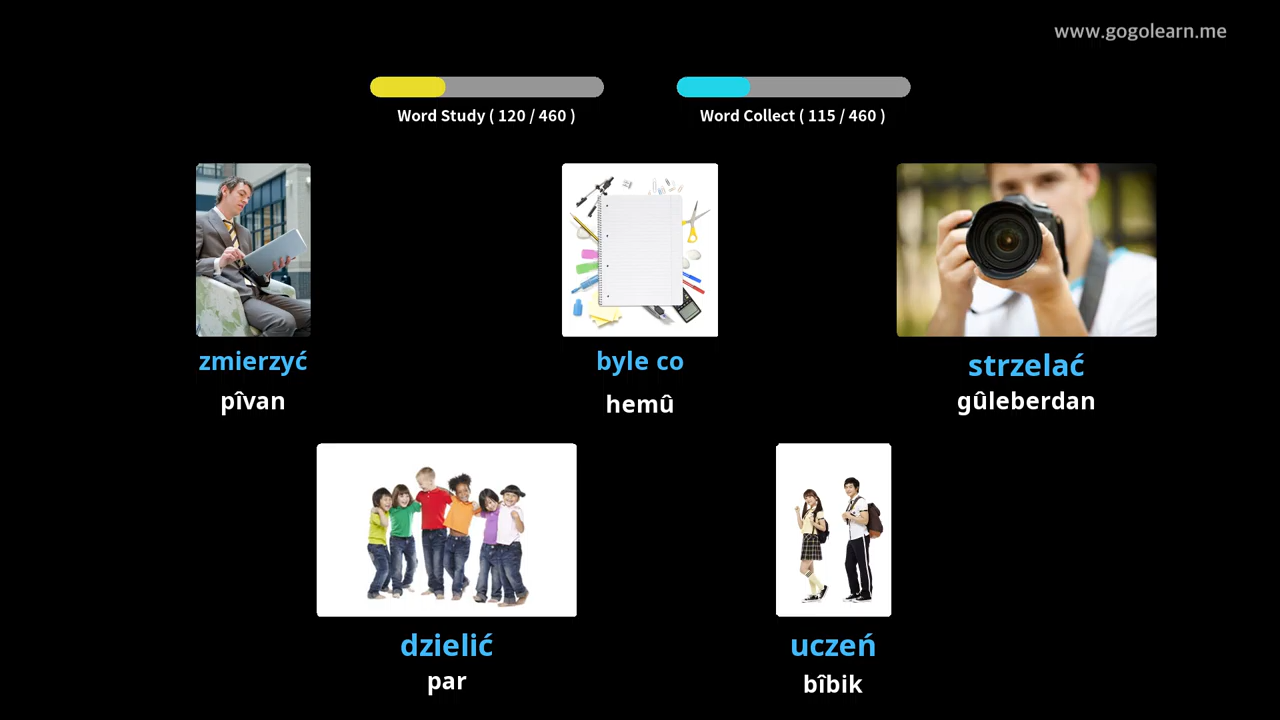 www.gogolearn.me
Word Study ( 120 / 460 )
Word Collect ( 115 / 460 )
zmierzyć
pîvan
byle co
hemû
strzelać
gûleberdan
dzielić
par
uczeń
bîbik